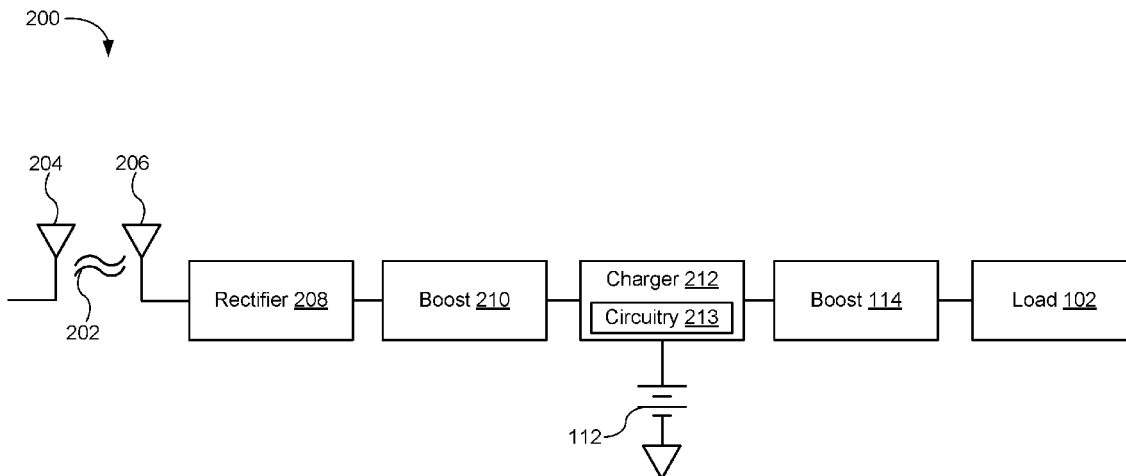 200
204
206
202
Rectifier 208
Boost 210
Charger 212
Circuitry 213
Boost 114
Load 102
112